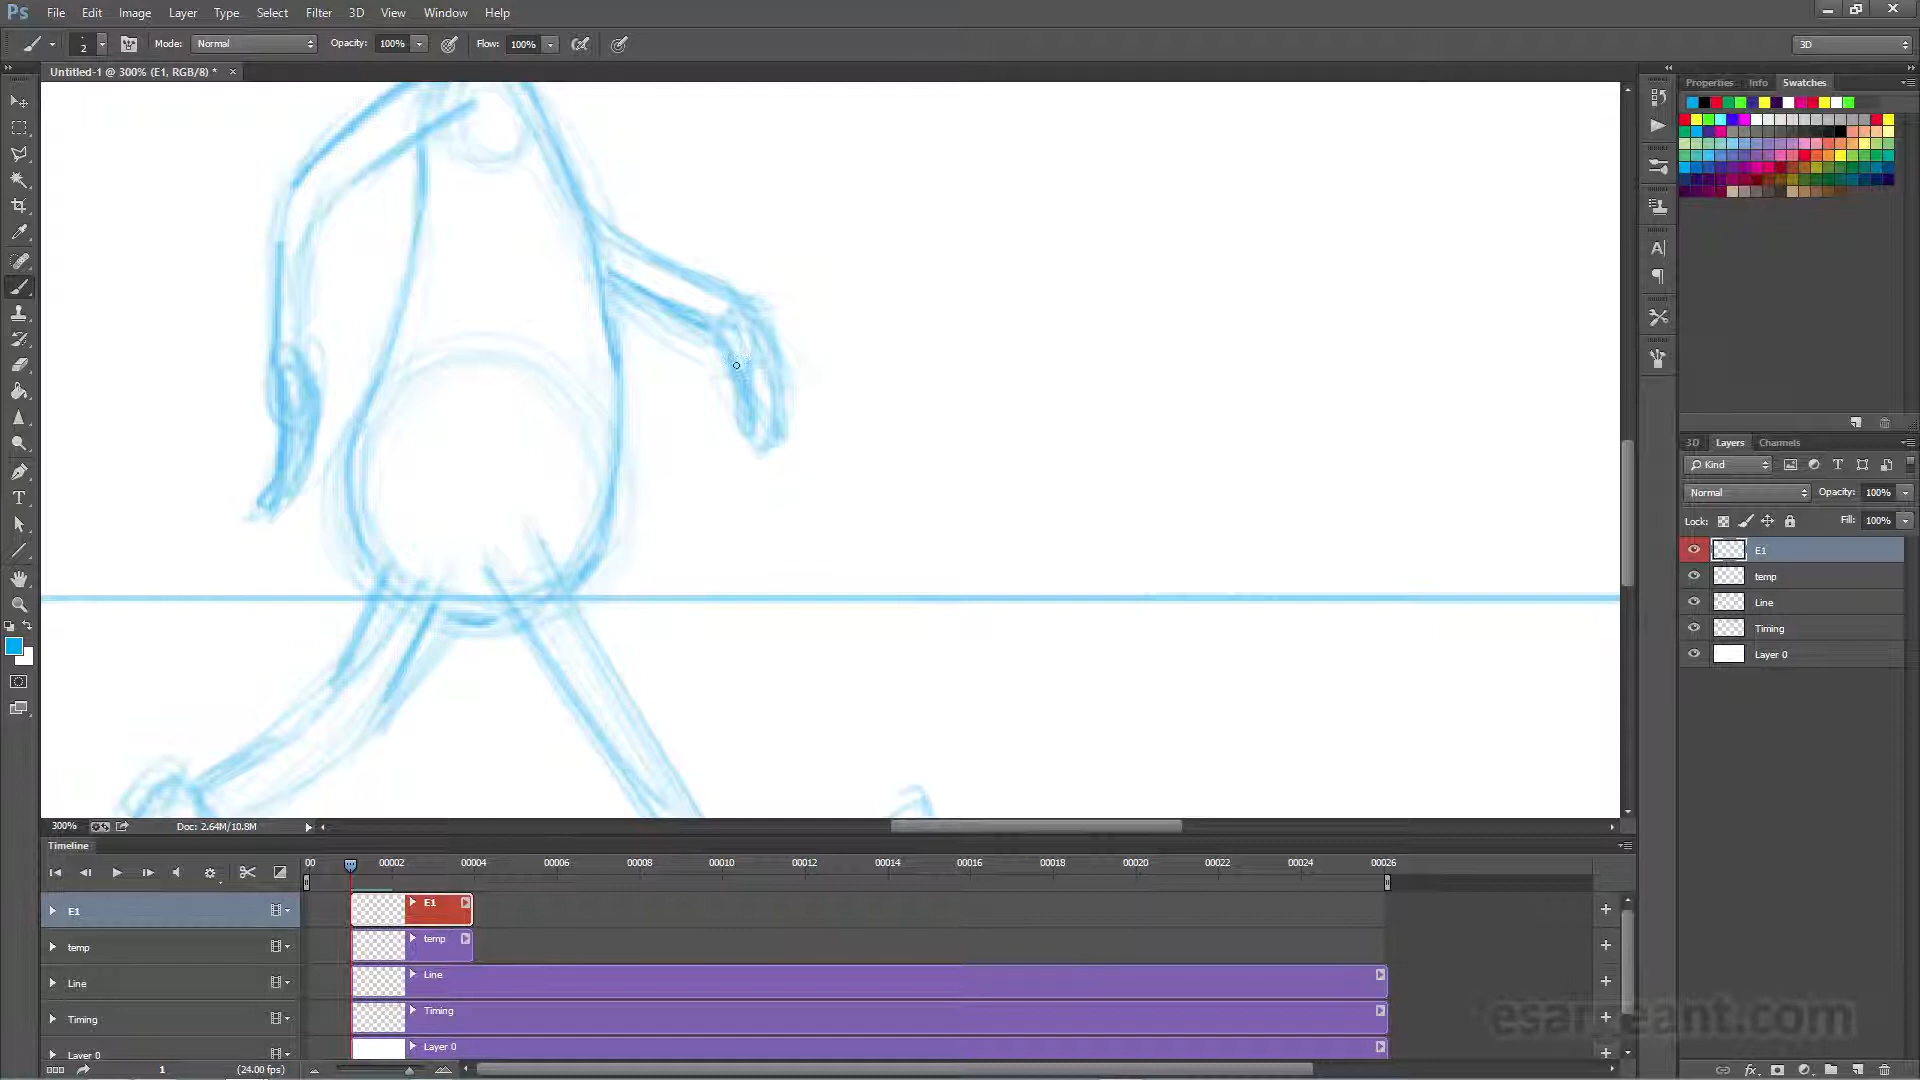 Ps File Edit Image Layer Type Select Filter 3D View Window Help
2 Mode: Normal Opacity: 100% Flow: 100% 3D
Untitled-1 @ 300% (E1, RGB/8) * ×
Properties Info Swatches
3D Layers Channels
Kind
Normal Opacity: 100%
Lock: Fill: 100%
E1
temp
Line
Timing
Layer 0
300% Doc: 2.64M/10.8M
Timeline
00 00002 00004 00006 00008 00010 00012 00014 00016 00018 00020 00022 00024 00026
E1 E1
temp temp
Line Line
Timing Timing
Layer 0 Layer 0
1 (24.00 fps)
esargeant.com